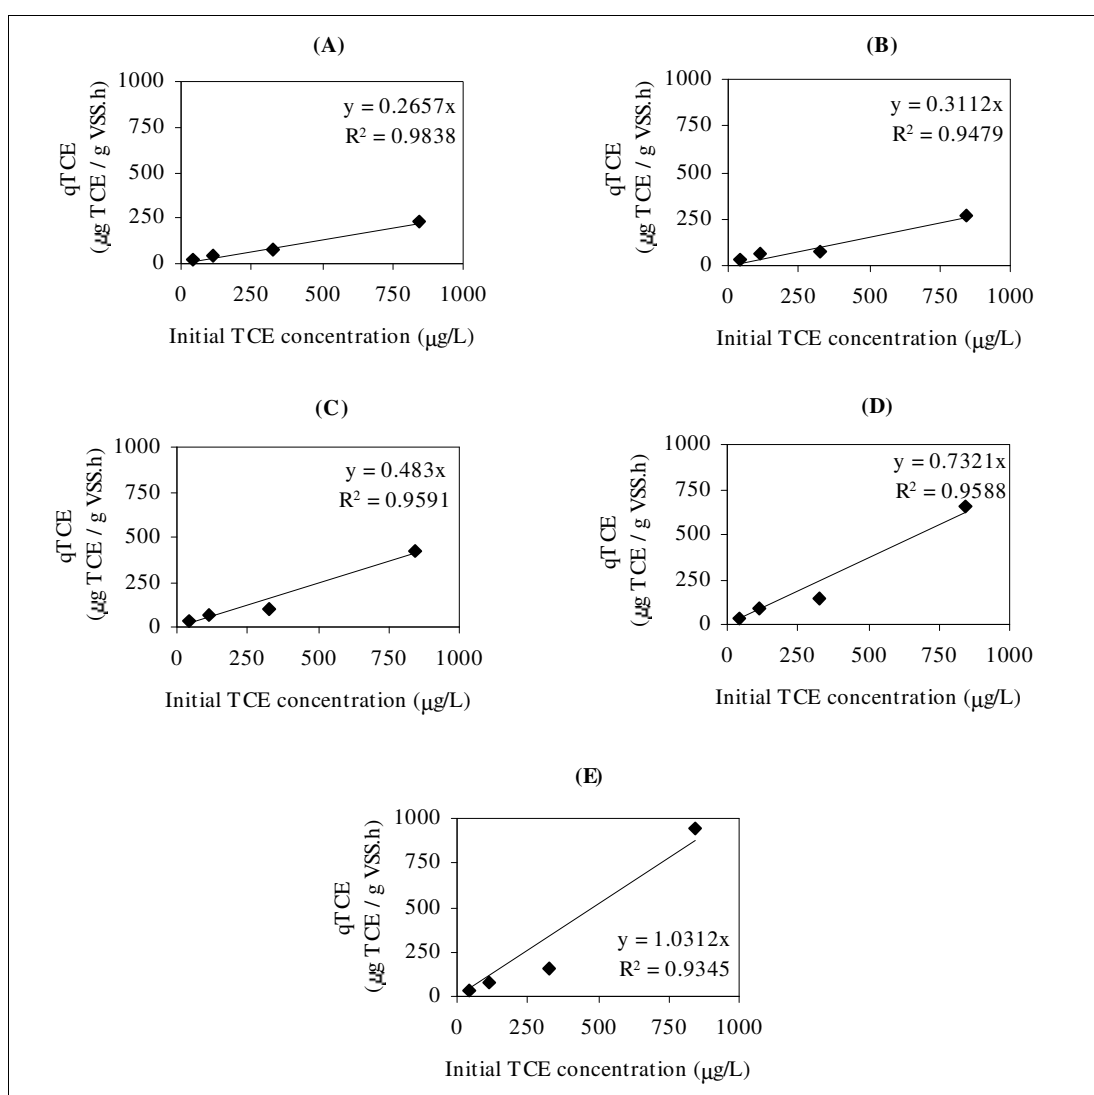 (A)
1000
750
500
250
0
qTCE
(μg TCE / g VSS.h)
y = 0.2657x
R² = 0.9838
0 250 500 750 1000
Initial TCE concentration (μg/L)
(B)
1000
750
500
250
0
qTCE
(μg TCE / g VSS.h)
y = 0.3112x
R² = 0.9479
0 250 500 750 1000
Initial TCE concentration (μg/L)
(C)
1000
750
500
250
0
qTCE
(μg TCE / g VSS.h)
y = 0.483x
R² = 0.9591
0 250 500 750 1000
Initial TCE concentration (μg/L)
(D)
1000
750
500
250
0
qTCE
(μg TCE / g VSS.h)
y = 0.7321x
R² = 0.9588
0 250 500 750 1000
Initial TCE concentration (μg/L)
(E)
1000
750
500
250
0
qTCE
(μg TCE / g VSS.h)
y = 1.0312x
R² = 0.9345
0 250 500 750 1000
Initial TCE concentration (μg/L)